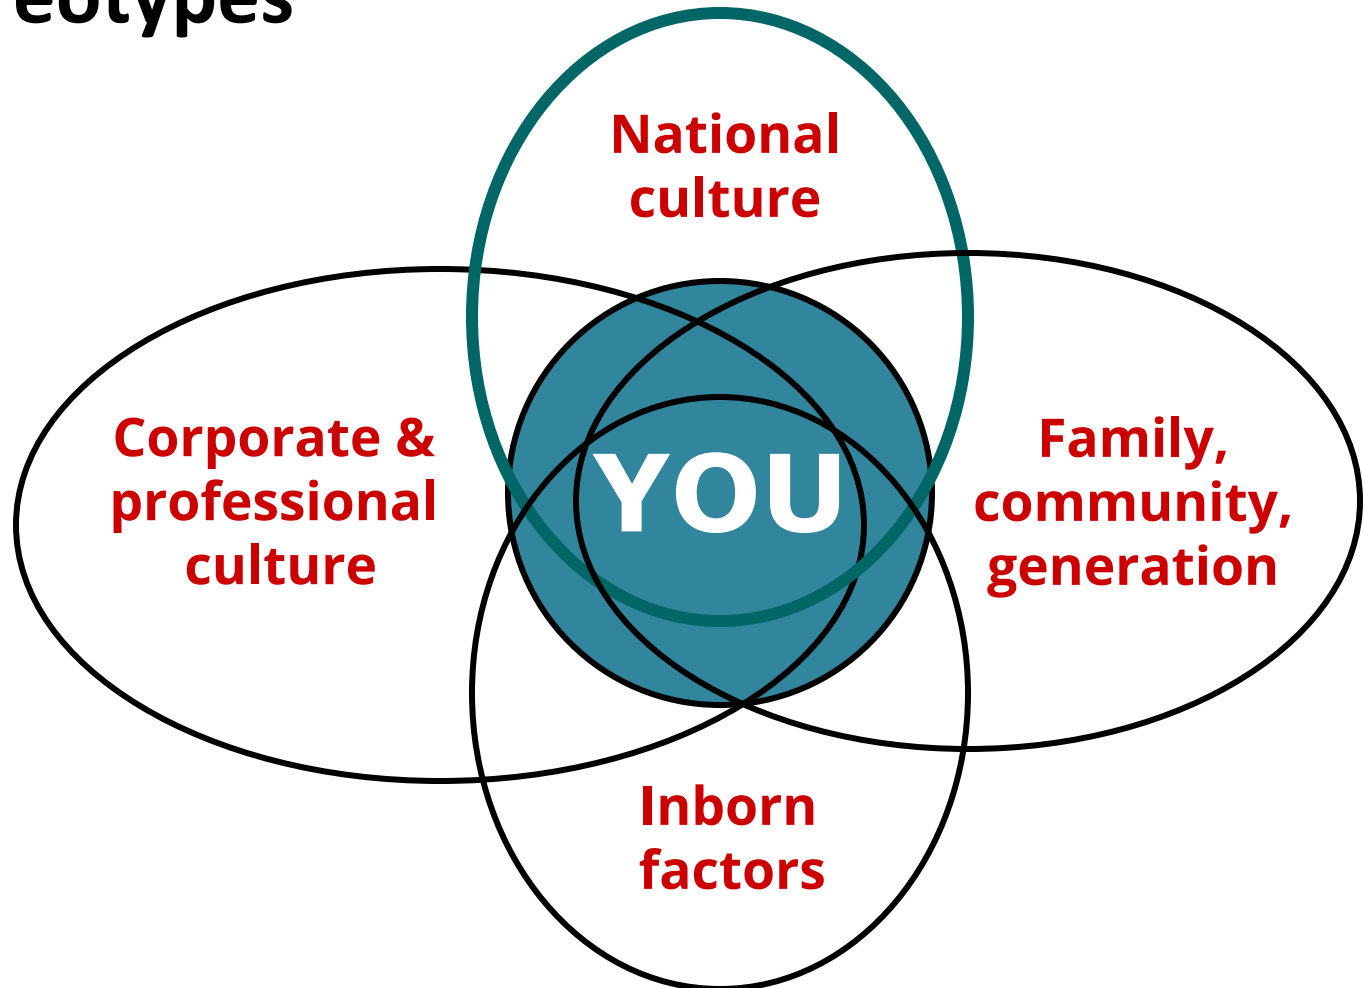 eotypes
National
culture
Corporate &
professional
culture
YOU
Family,
community,
generation
Inborn
factors